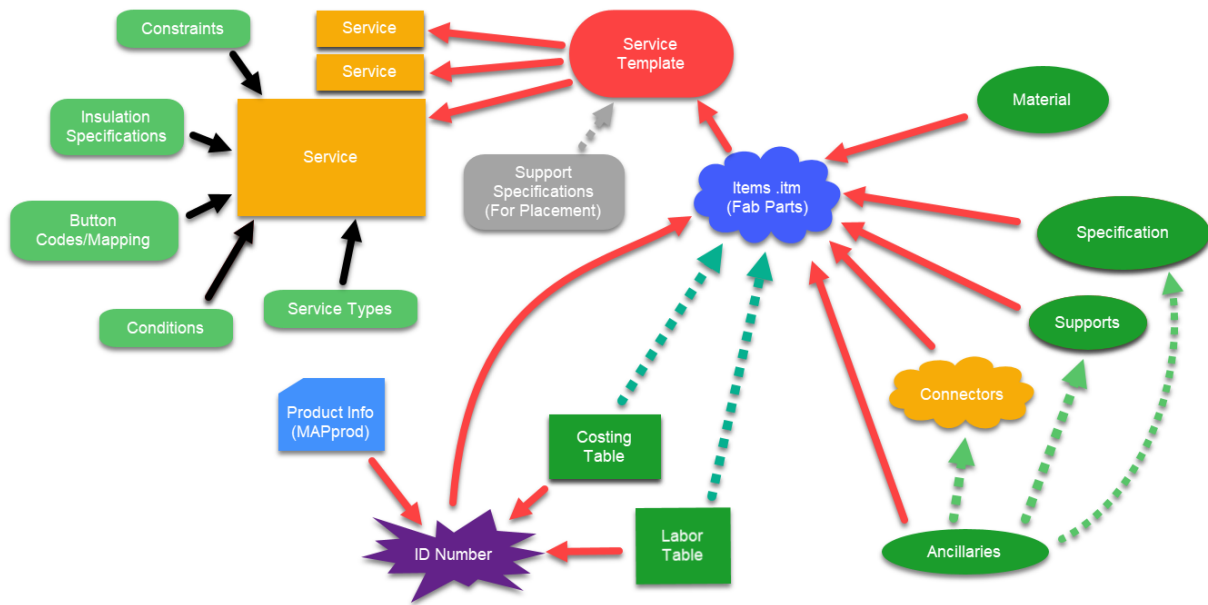 Constraints
Service
Service
Template
Service
Material
Insulation
Specifications
Service
Support
Specifications
(For Placement)
Items .itm
(Fab Parts)
Button
Codes/Mapping
Specification
Service Types
Conditions
Supports
Product Info
(MAPprod)
Connectors
Costing
Table
ID Number
Labor
Table
Ancillaries